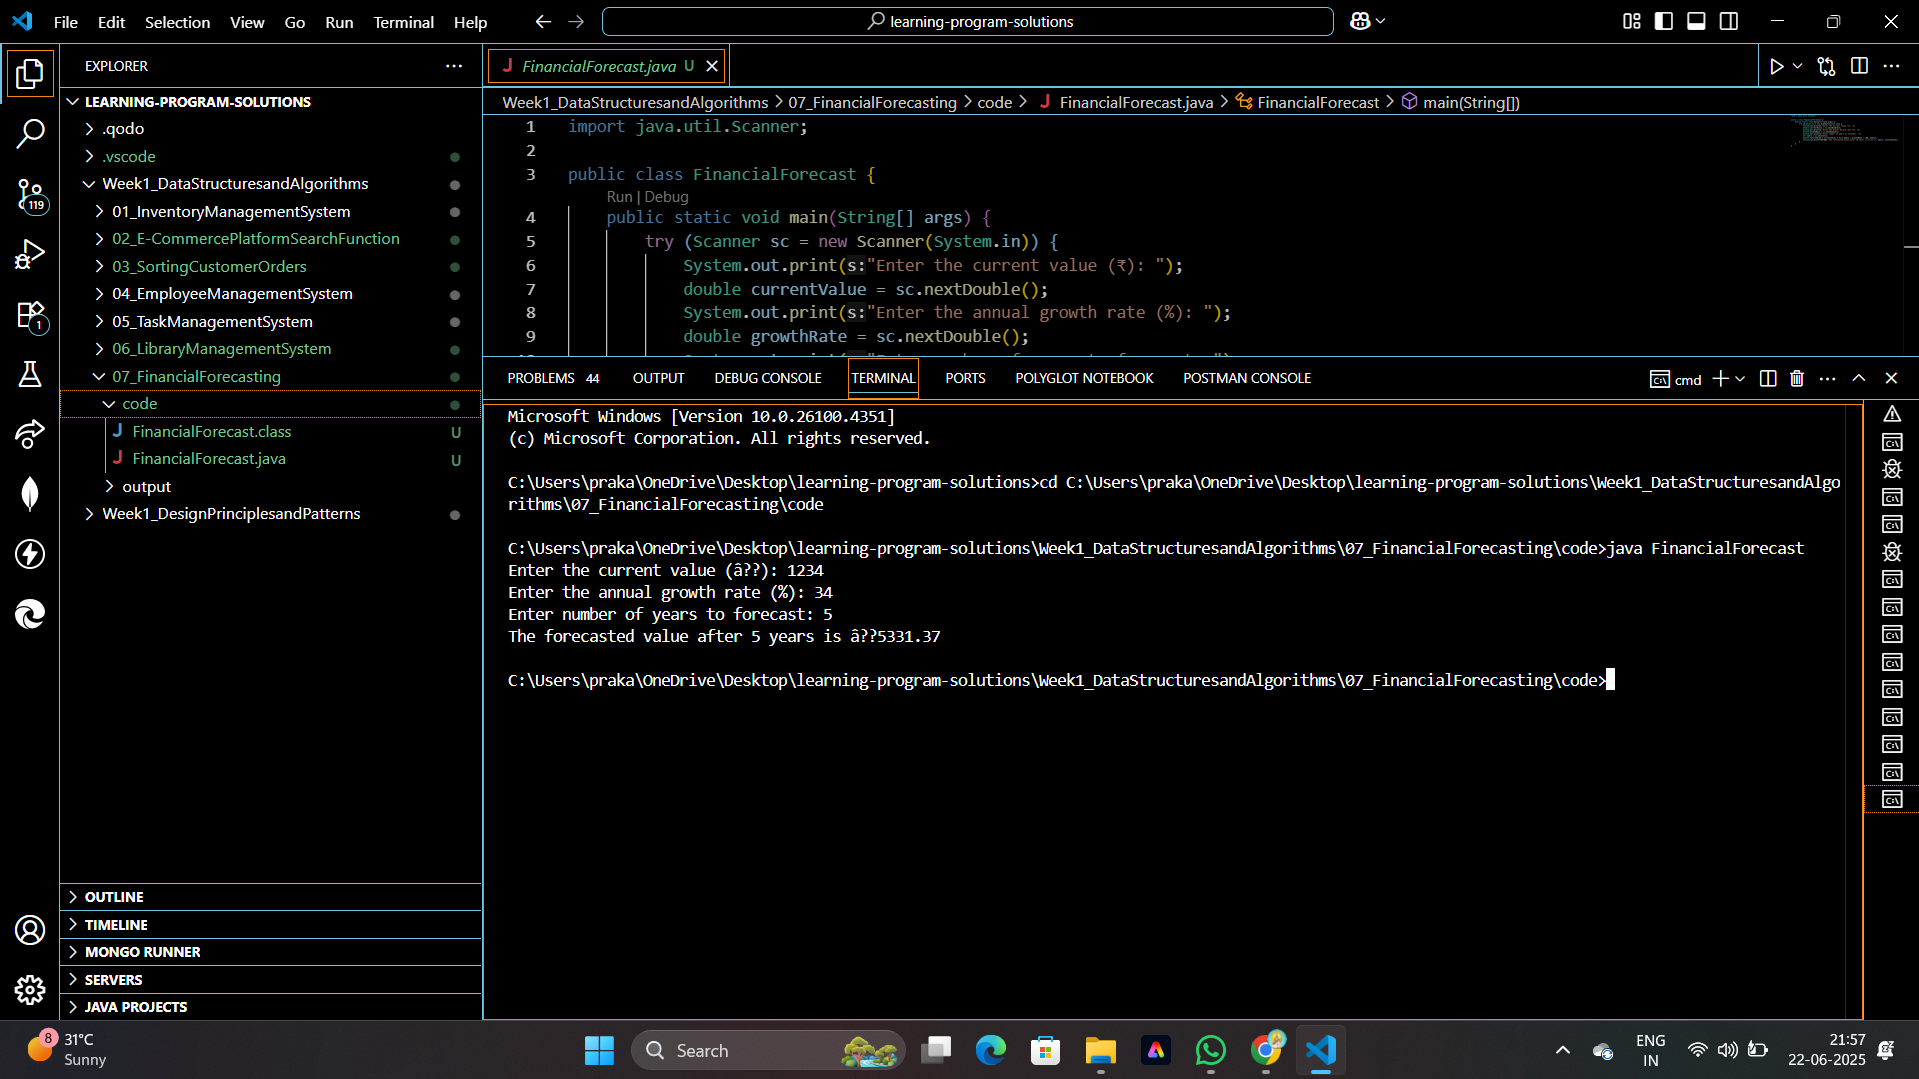 File Edit Selection View Go Run Terminal Help
learning-program-solutions
EXPLORER
LEARNING-PROGRAM-SOLUTIONS
.qodo
.vscode
Week1_DataStructuresandAlgorithms
01_InventoryManagementSystem
02_E-CommercePlatformSearchFunction
03_SortingCustomerOrders
04_EmployeeManagementSystem
05_TaskManagementSystem
06_LibraryManagementSystem
07_FinancialForecasting
code
J FinancialForecast.class U
J FinancialForecast.java U
output
Week1_DesignPrinciplesandPatterns
OUTLINE
TIMELINE
MONGO RUNNER
SERVERS
JAVA PROJECTS
119
1
J FinancialForecast.java U
Week1_DataStructuresandAlgorithms > 07_FinancialForecasting > code > J FinancialForecast.java > FinancialForecast > main(String[])
1 import java.util.Scanner;
2
3 public class FinancialForecast {
Run | Debug
4 public static void main(String[] args) {
5 try (Scanner sc = new Scanner(System.in)) {
6 System.out.print(s:"Enter the current value (₹): ");
7 double currentValue = sc.nextDouble();
8 System.out.print(s:"Enter the annual growth rate (%): ");
9 double growthRate = sc.nextDouble();
PROBLEMS 44 OUTPUT DEBUG CONSOLE TERMINAL PORTS POLYGLOT NOTEBOOK POSTMAN CONSOLE
cmd
Microsoft Windows [Version 10.0.26100.4351]
(c) Microsoft Corporation. All rights reserved.
C:\Users\praka\OneDrive\Desktop\learning-program-solutions>cd C:\Users\praka\OneDrive\Desktop\learning-program-solutions\Week1_DataStructuresandAlgo
rithms\07_FinancialForecasting\code
C:\Users\praka\OneDrive\Desktop\learning-program-solutions\Week1_DataStructuresandAlgorithms\07_FinancialForecasting\code>java FinancialForecast
Enter the current value (â??): 1234
Enter the annual growth rate (%): 34
Enter number of years to forecast: 5
The forecasted value after 5 years is â??5331.37
C:\Users\praka\OneDrive\Desktop\learning-program-solutions\Week1_DataStructuresandAlgorithms\07_FinancialForecasting\code>
8
31°C
Sunny
Search
ENG
IN
21:57
22-06-2025